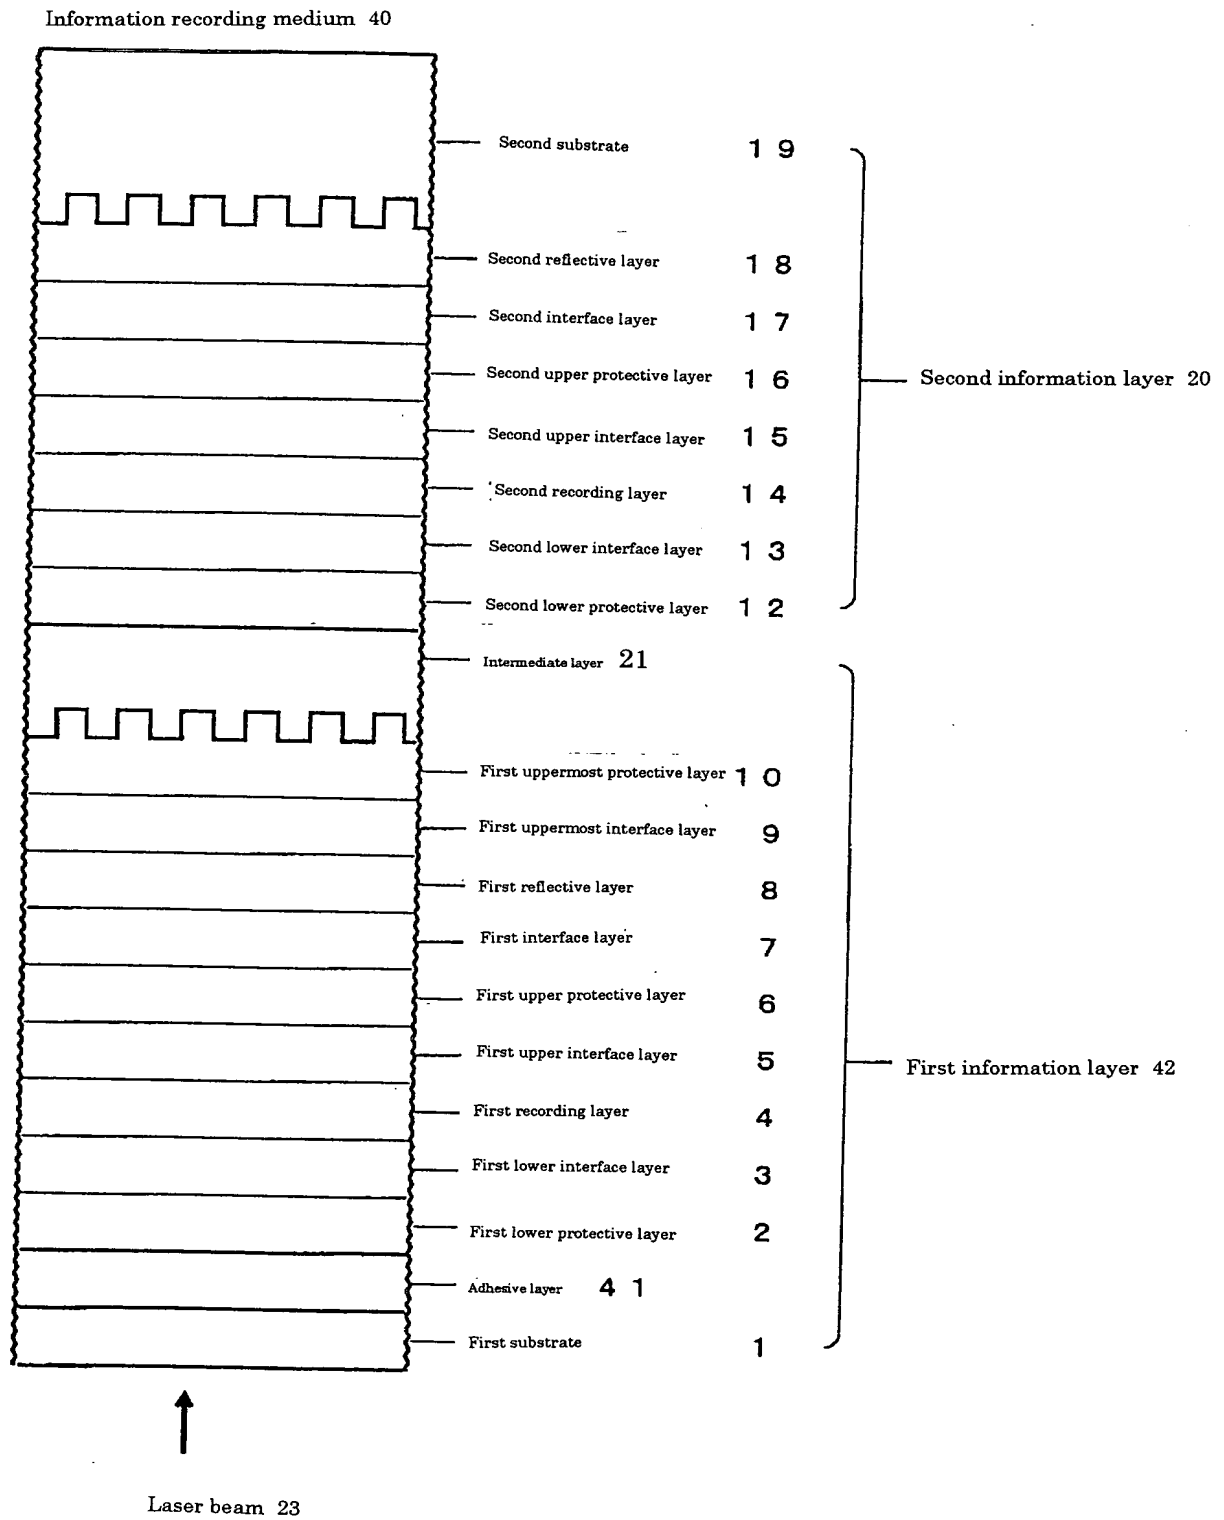 Information recording medium 40
Second substrate 19
Second reflective layer 18
Second interface layer 17
Second upper protective layer 16
Second information layer 20
Second upper interface layer 15
Second recording layer 14
Second lower interface layer 13
Second lower protective layer 12
Intermediate layer 21
First uppermost protective layer 10
First uppermost interface layer 9
First reflective layer 8
First interface layer 7
First upper protective layer 6
First upper interface layer 5
First information layer 42
First recording layer 4
First lower interface layer 3
First lower protective layer 2
Adhesive layer 41
First substrate 1
Laser beam 23